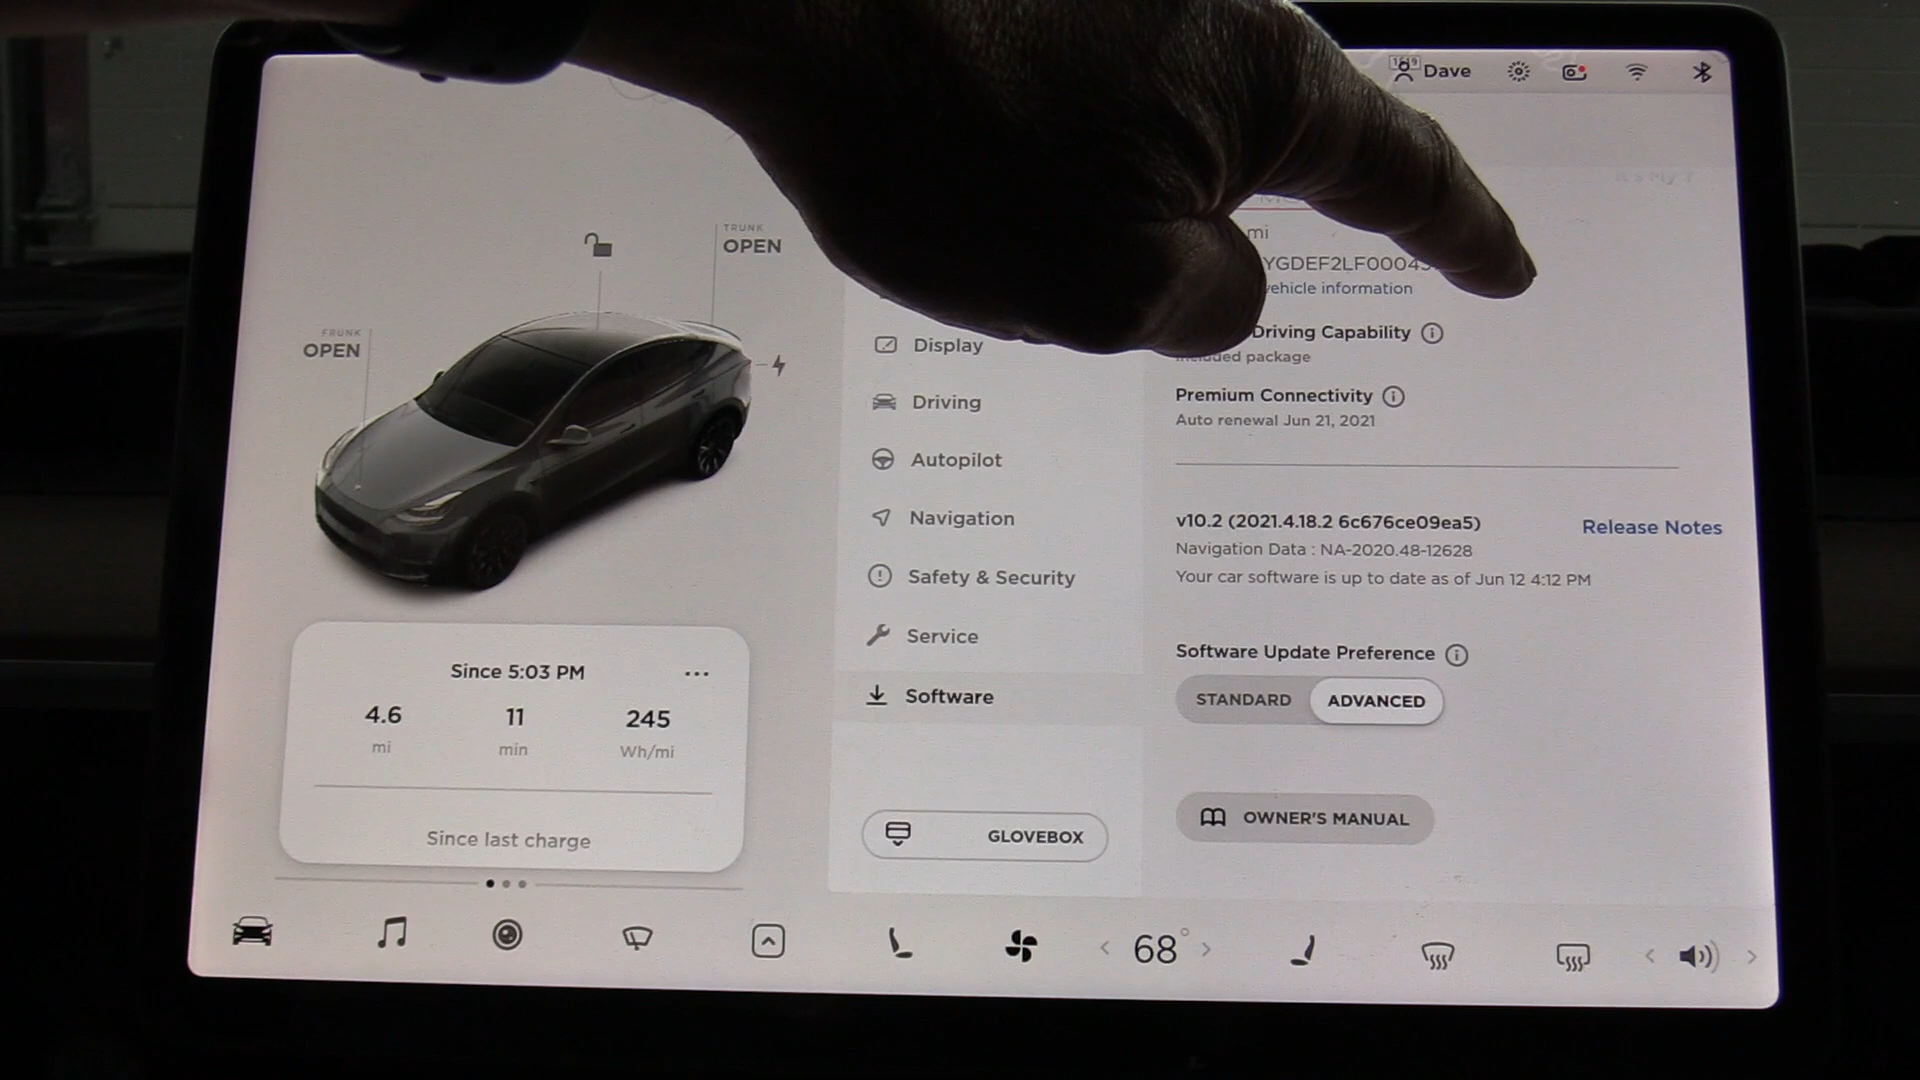 Dave
TRUNK
OPEN
FRUNK
OPEN
Since 5:03 PM
4.6
mi
11
min
245
Wh/mi
Since last charge
Display
Driving
Autopilot
Navigation
Safety & Security
Service
Software
GLOVEBOX
mi
vehicle information
Driving Capability
package
Premium Connectivity
Auto renewal Jun 21, 2021
v10.2 (2021.4.18.2 6c676ce09ea5)
Release Notes
Navigation Data : NA-2020.48-12628
Your car software is up to date as of Jun 12 4:12 PM
Software Update Preference
STANDARD ADVANCED
OWNER'S MANUAL
68°